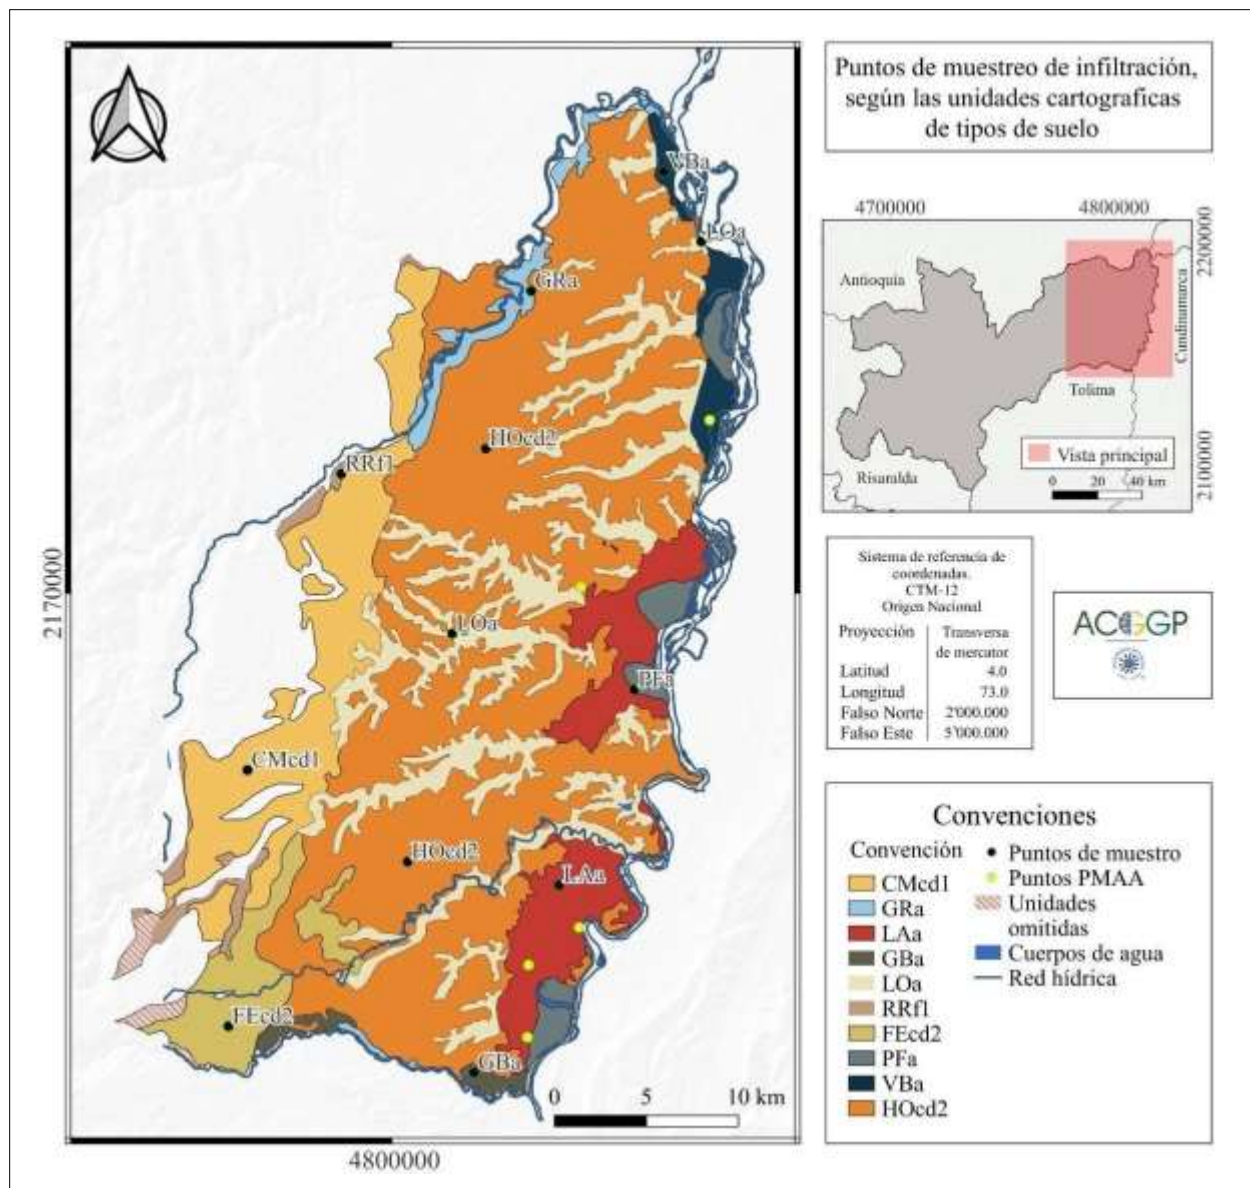 Puntos de muestreo de infiltración,
según las unidades cartograficas
de tipos de suelo
4700000
4800000
2200000
2100000
Antioquia
Cundinamarca
Tolima
Risaralda
Vista principal
0 20 40 km
Sistema de referencia de
coordenadas.
CTM-12
Origen Nacional
Proyección Transversa
de mercator
Latitud 4.0
Longitud 73.0
Falso Norte 2'000.000
Falso Este 5'000.000
ACGGP
Convenciones
Convención
CMcd1
GRa
LAa
GBa
LOa
RRf1
FEcd2
PFa
VBa
HOcd2
Puntos de muestro
Puntos PMAA
Unidades
omitidas
Cuerpos de agua
Red hídrica
VBa
LOa
GRa
HOcd2
RRf1
LOa
PFa
CMcd1
HOcd2
LAa
FEcd2
GBa
0 5 10 km
2170000
4800000